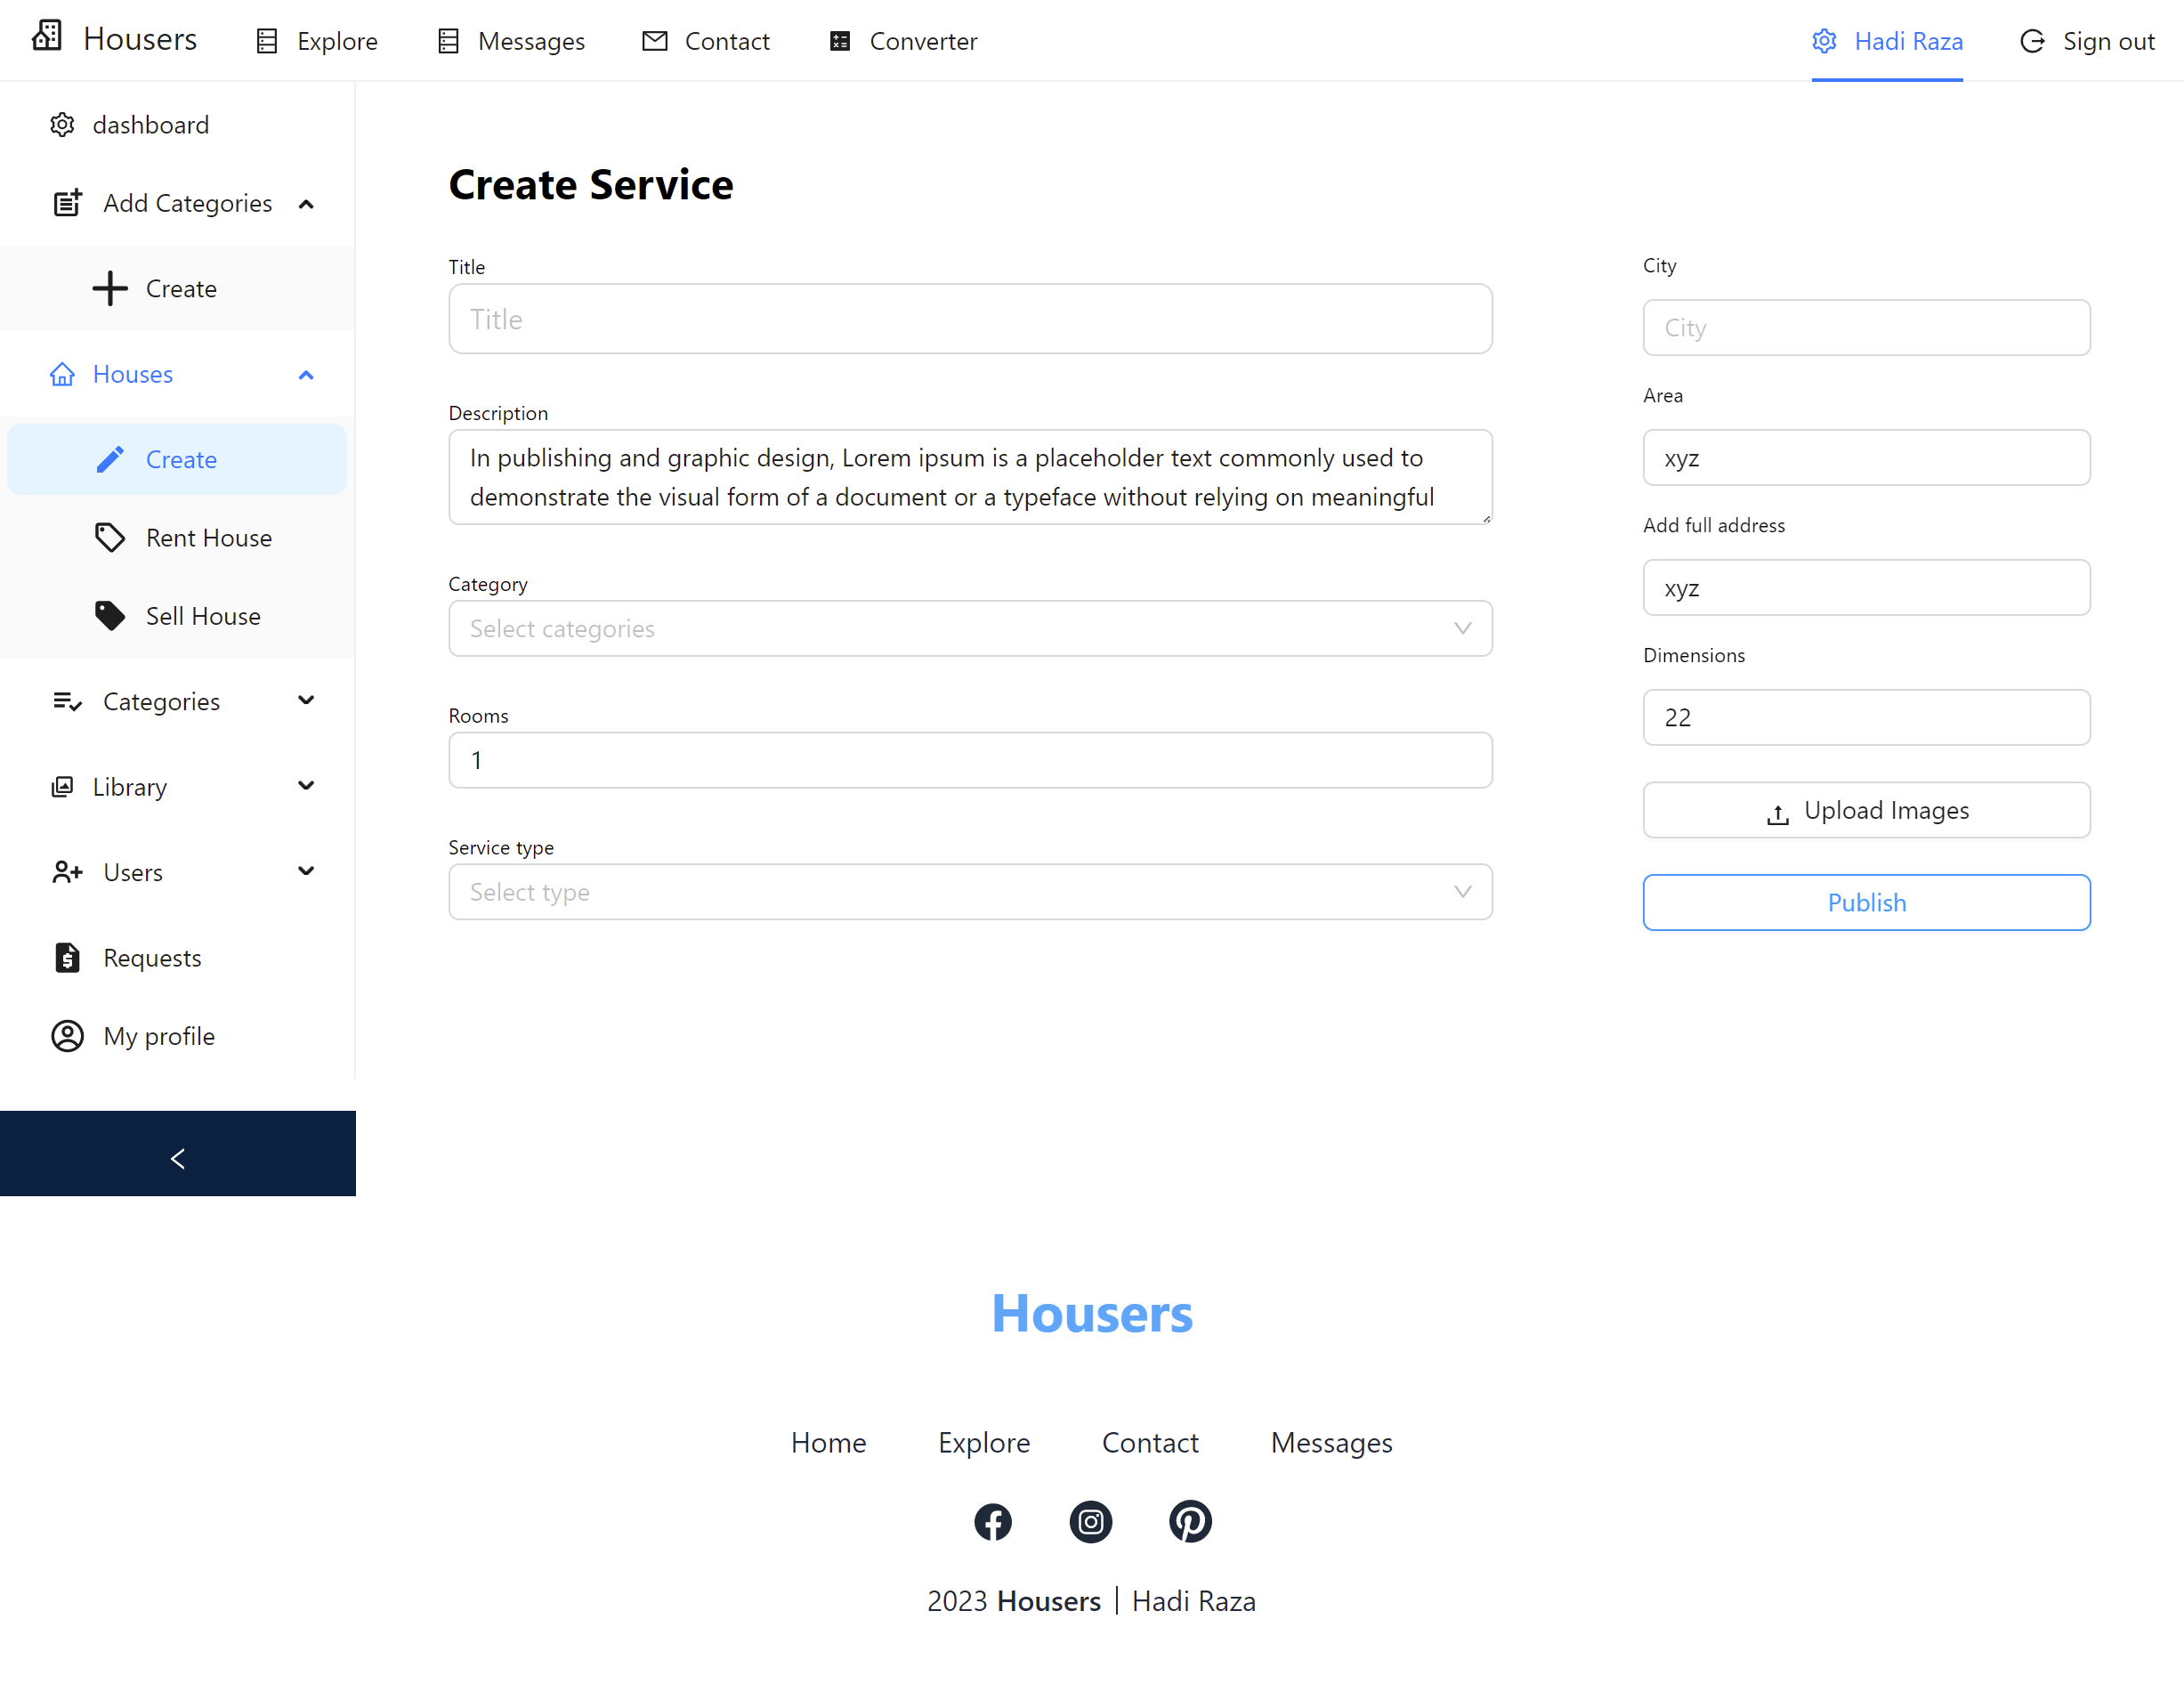 Housers
Explore
Messages
Contact
Converter
Hadi Raza
Sign out
dashboard
Add Categories
Create
Houses
Create
Rent House
Sell House
Categories
Library
Users
Requests
My profile
Create Service
Title
Title
Description
In publishing and graphic design, Lorem ipsum is a placeholder text commonly used to
demonstrate the visual form of a document or a typeface without relying on meaningful
Category
Select categories
Rooms
1
Service type
Select type
City
City
Area
xyz
Add full address
xyz
Dimensions
22
Upload Images
Publish
Housers
Home Explore Contact Messages
2023 Housers | Hadi Raza